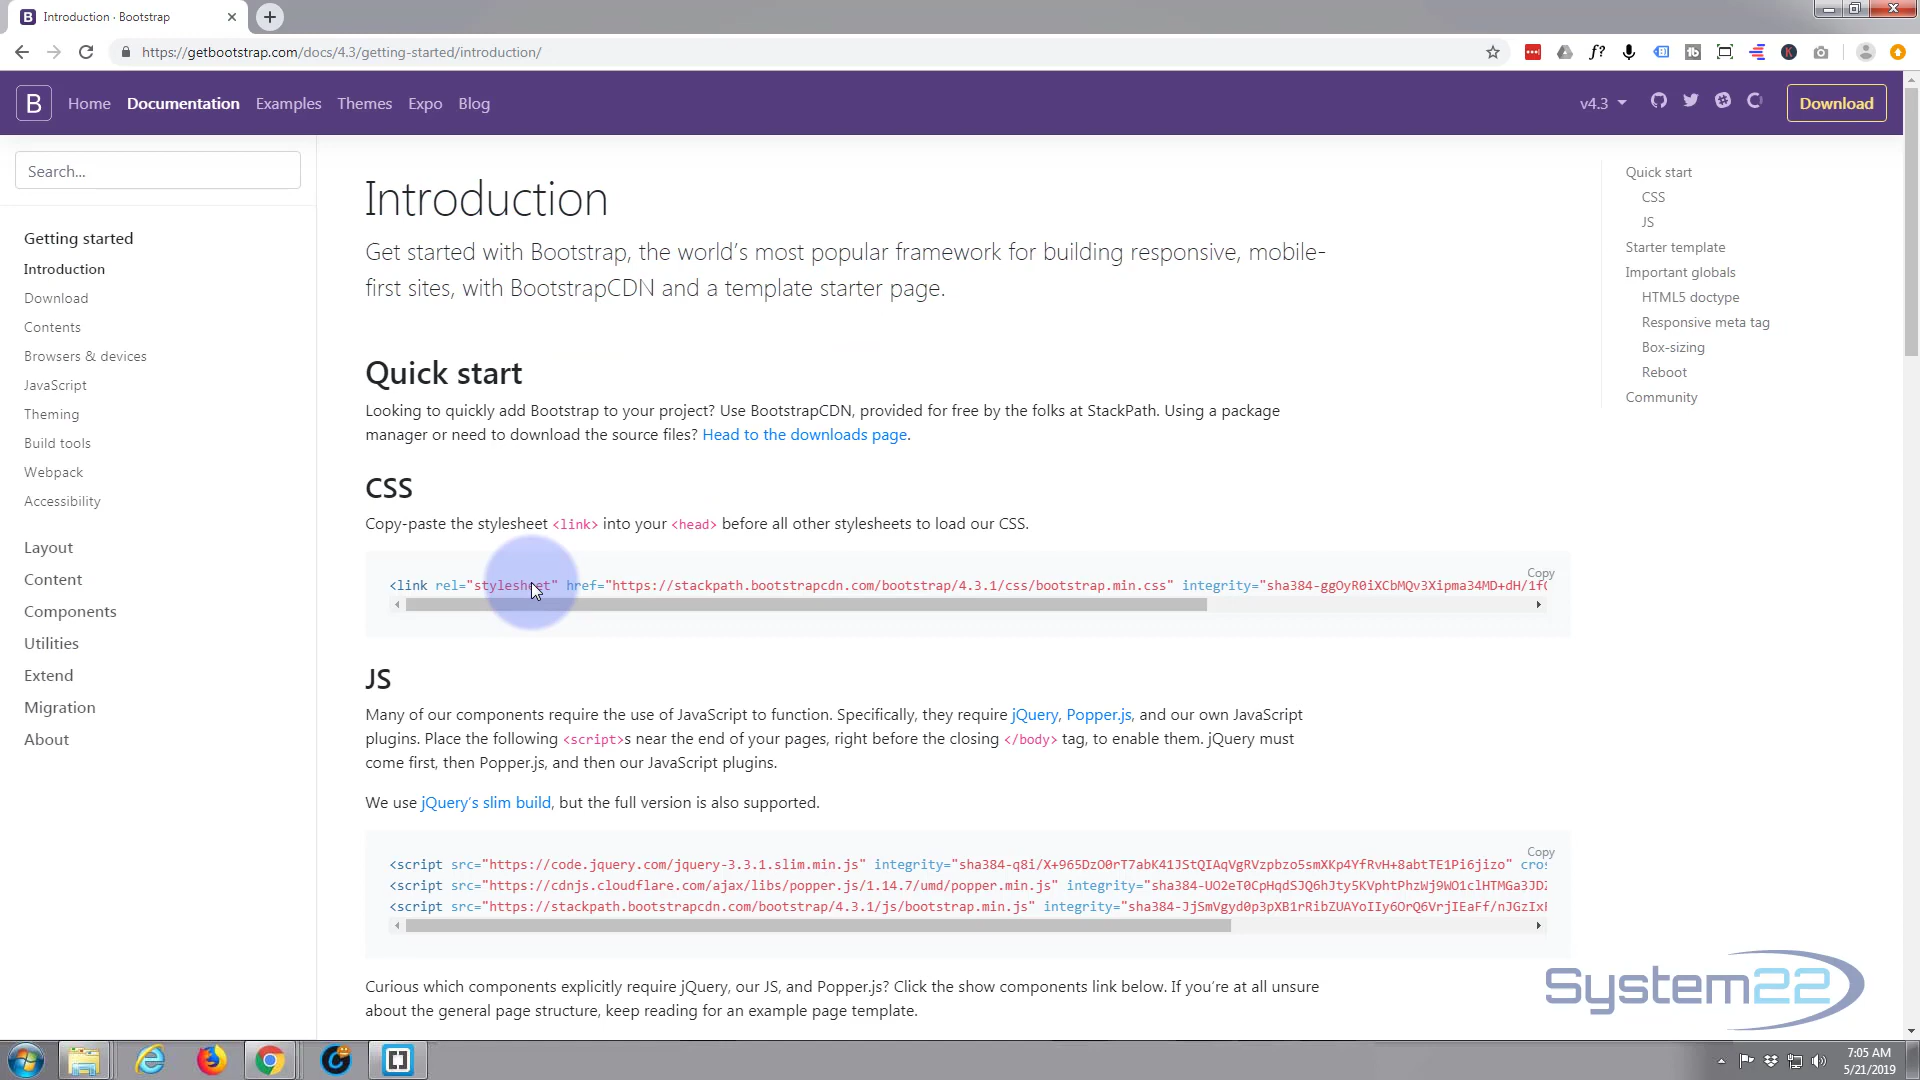 Introduction · Bootstrap
https://getbootstrap.com/docs/4.3/getting-started/introduction/
B Home Documentation Examples Themes Expo Blog v4.3 Download
Search...
Getting started
Introduction
Download
Contents
Browsers & devices
JavaScript
Theming
Build tools
Webpack
Accessibility
Layout
Content
Components
Utilities
Extend
Migration
About
Introduction
Get started with Bootstrap, the world’s most popular framework for building responsive, mobile-
first sites, with BootstrapCDN and a template starter page.
Quick start
Looking to quickly add Bootstrap to your project? Use BootstrapCDN, provided for free by the folks at StackPath. Using a package
manager or need to download the source files? Head to the downloads page.
CSS
Copy-paste the stylesheet <link> into your <head> before all other stylesheets to load our CSS.
Copy
<link rel="stylesheet" href="https://stackpath.bootstrapcdn.com/bootstrap/4.3.1/css/bootstrap.min.css" integrity="sha384-ggOyR0iXCbMQv3Xipma34MD+dH/1f
JS
Many of our components require the use of JavaScript to function. Specifically, they require jQuery, Popper.js, and our own JavaScript
plugins. Place the following <script>s near the end of your pages, right before the closing </body> tag, to enable them. jQuery must
come first, then Popper.js, and then our JavaScript plugins.
We use jQuery’s slim build, but the full version is also supported.
Copy
<script src="https://code.jquery.com/jquery-3.3.1.slim.min.js" integrity="sha384-q8i/X+965DzO0rT7abK41JStQIAqVgRVzpbzo5smXKp4YfRvH+8abtTE1Pi6jizo" cros
<script src="https://cdnjs.cloudflare.com/ajax/libs/popper.js/1.14.7/umd/popper.min.js" integrity="sha384-UO2eT0CpHqdSJQ6hJty5KVphtPhzWj9WO1clHTMGa3JDZ
<script src="https://stackpath.bootstrapcdn.com/bootstrap/4.3.1/js/bootstrap.min.js" integrity="sha384-JjSmVgyd0p3pXB1rRibZUAYoIIy6OrQ6VrjIEaFf/nJGzIx
Curious which components explicitly require jQuery, our JS, and Popper.js? Click the show components link below. If you’re at all unsure
about the general page structure, keep reading for an example page template.
Quick start
CSS
JS
Starter template
Important globals
HTML5 doctype
Responsive meta tag
Box-sizing
Reboot
Community
System22
7:05 AM
5/21/2019